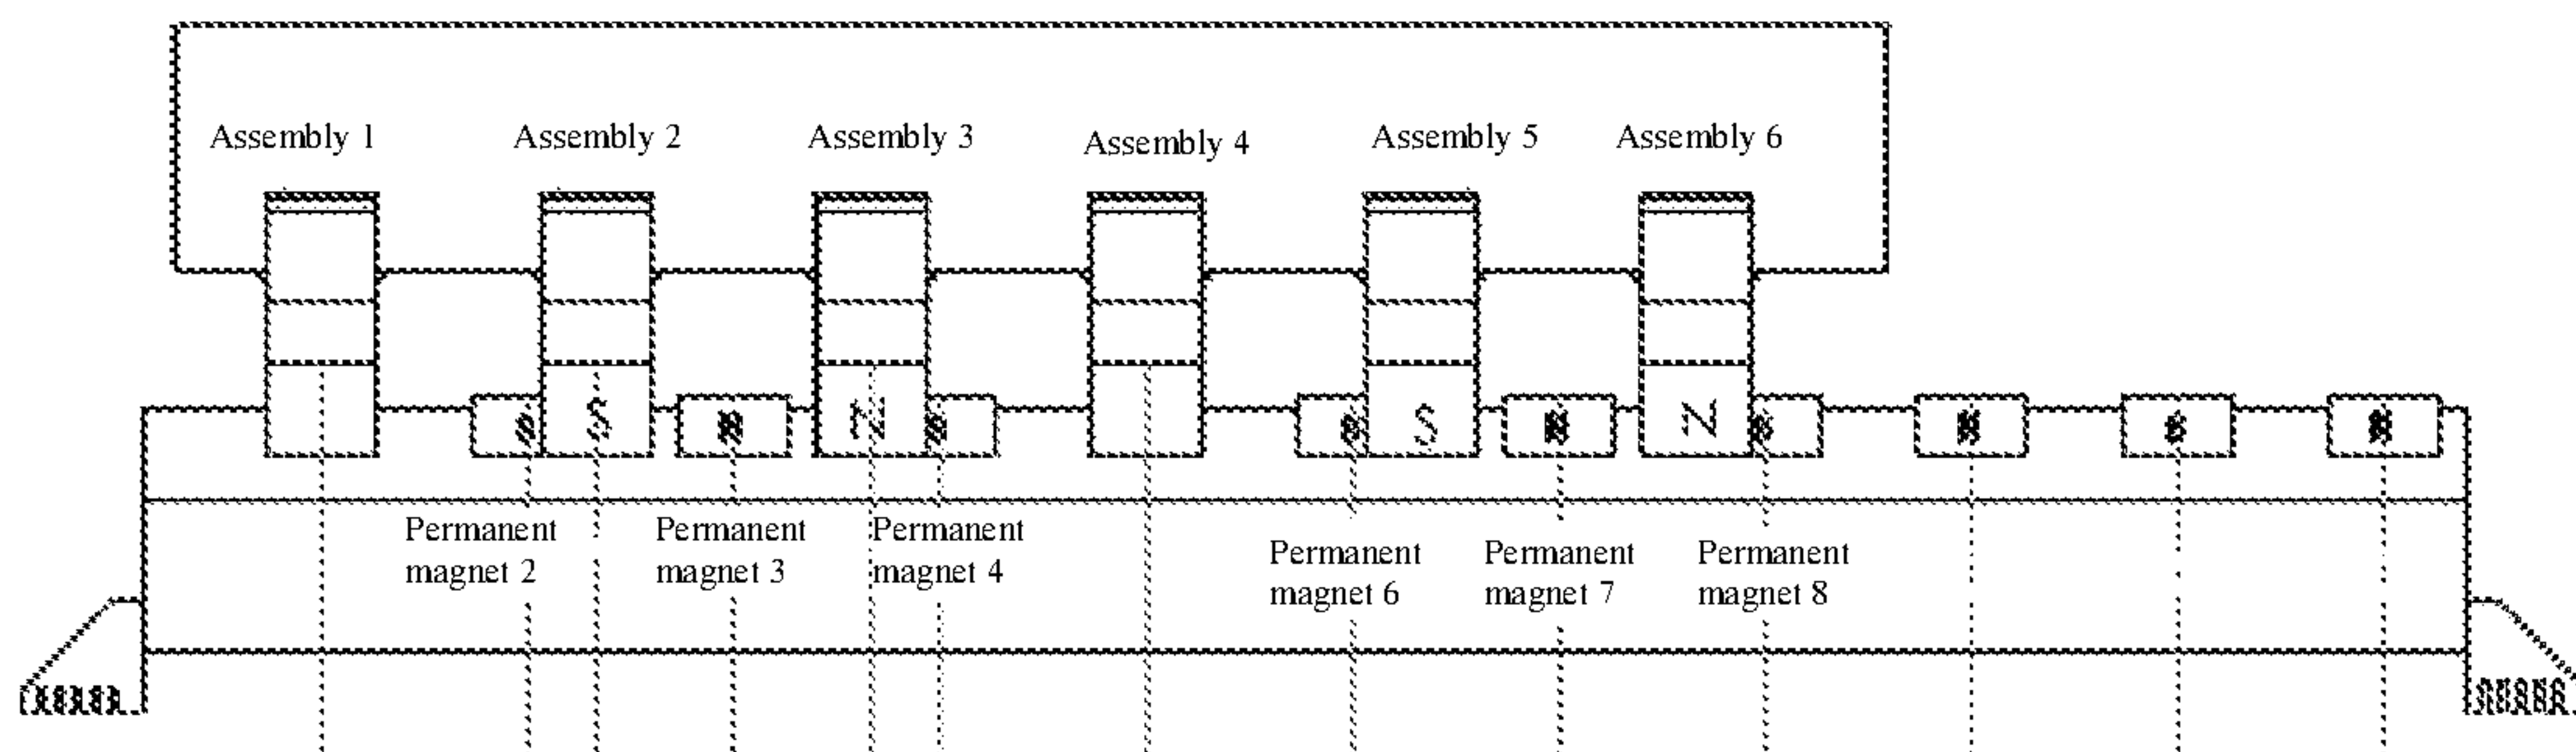 Assembly 1
Assembly 2
Assembly 3
Assembly 4
Assembly 5
Assembly 6
S
N
S
N
Permanent
magnet 2
Permanent
magnet 3
Permanent
magnet 4
Permanent
magnet 6
Permanent
magnet 7
Permanent
magnet 8